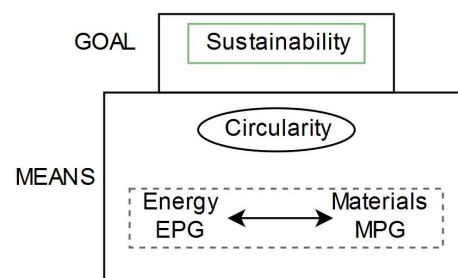 GOAL Sustainability
Circularity
MEANS
Energy Materials
EPG MPG